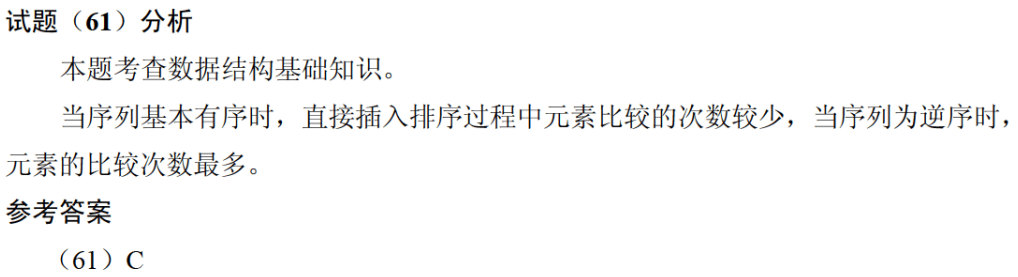 试题（61）分析
本题考查数据结构基础知识。
当序列基本有序时，直接插入排序过程中元素比较的次数较少，当序列为逆序时，
元素的比较次数最多。
参考答案
（61）C